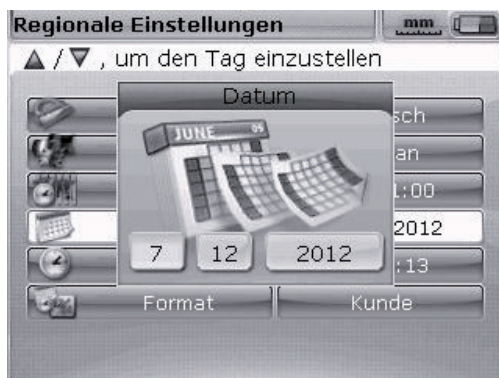 Regionale Einstellungen
mm
▲ / ▼ , um den Tag einzustellen
Datum
JUNE 05
sch
an
1:00
2012
7 12 2012
:13
Format Kunde